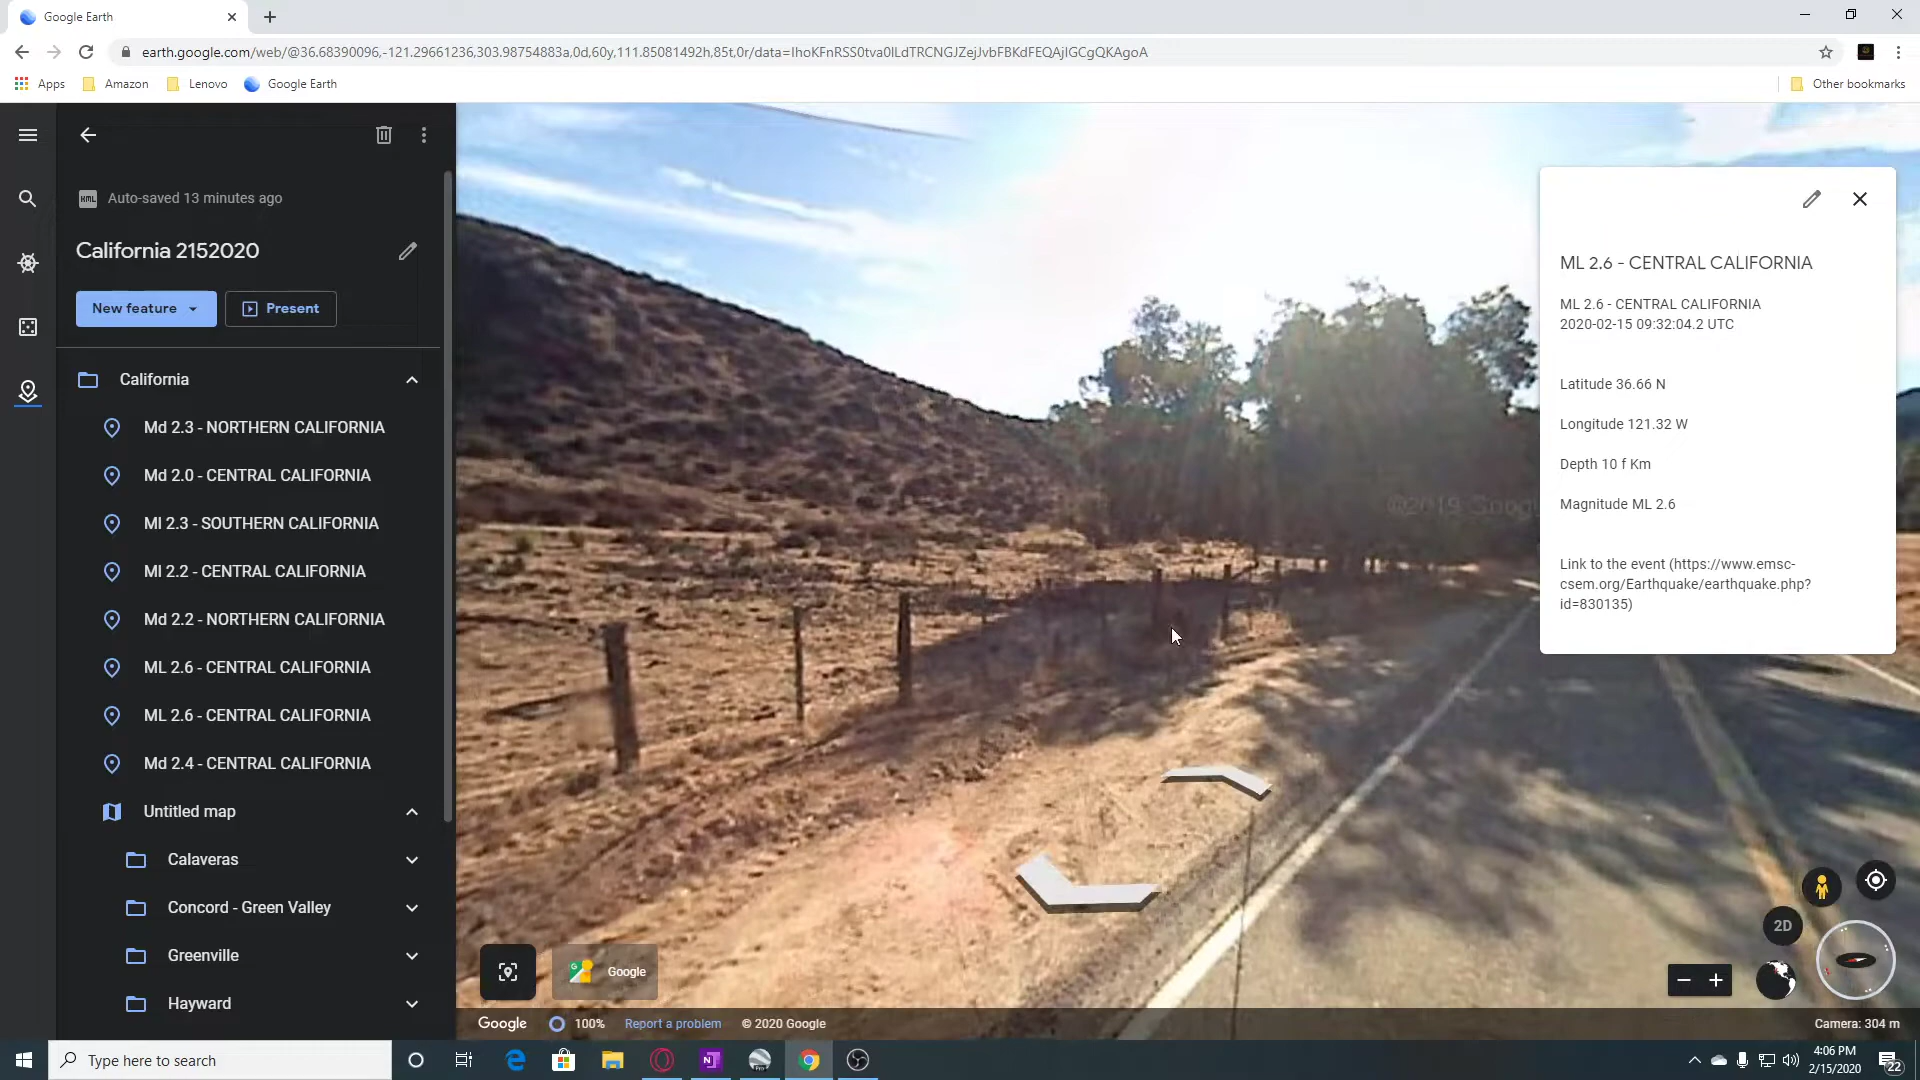 Google Earth
earth.google.com/web/@36.68390096,-121.29661236,303.98754883a,0d,60y,111.85081492h,85t,0r/data=IhoKFnRSS0tva0lLdTRCNGJZejJvbFBKdFEQAjIGCgQKAgoA
Apps
Amazon
Lenovo
Google Earth
Other bookmarks
KML
Auto-saved 13 minutes ago
California 2152020
New feature
Present
California
Md 2.3 - NORTHERN CALIFORNIA
Md 2.0 - CENTRAL CALIFORNIA
Ml 2.3 - SOUTHERN CALIFORNIA
Ml 2.2 - CENTRAL CALIFORNIA
Md 2.2 - NORTHERN CALIFORNIA
ML 2.6 - CENTRAL CALIFORNIA
ML 2.6 - CENTRAL CALIFORNIA
Md 2.4 - CENTRAL CALIFORNIA
Untitled map
Calaveras
Concord - Green Valley
Greenville
Hayward
ML 2.6 - CENTRAL CALIFORNIA
ML 2.6 - CENTRAL CALIFORNIA
2020-02-15 09:32:04.2 UTC
Latitude 36.66 N
Longitude 121.32 W
Depth 10 f Km
Magnitude ML 2.6
Link to the event (https://www.emsc-
csem.org/Earthquake/earthquake.php?
id=830135)
©2019 Google
2D
Google
Google
100%
Report a problem
© 2020 Google
Camera: 304 m
Type here to search
4:06 PM
2/15/2020
22